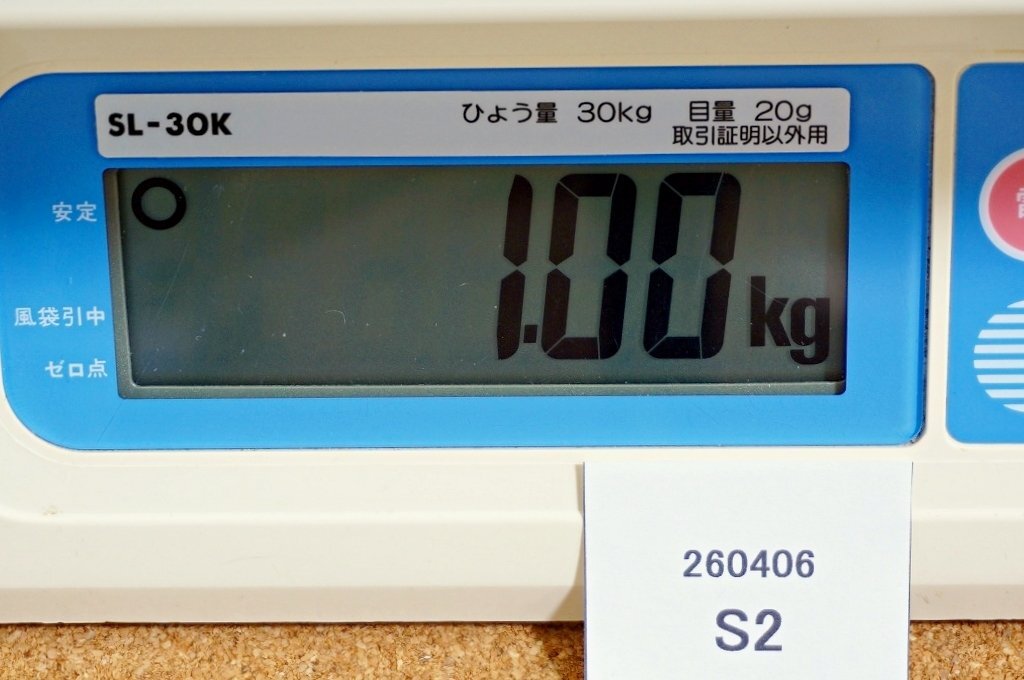 SL-30K
ひょう量 30kg 目量 20g
取引証明以外用
安定
1.00kg
風袋引中
ゼロ点
260406
S2